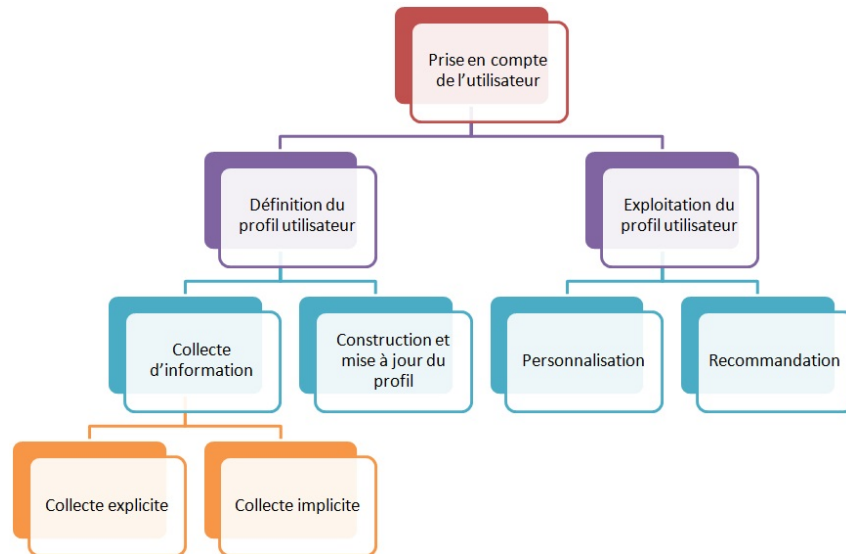 Prise en compte
de l'utilisateur
Définition du
profil utilisateur
Exploitation du
profil utilisateur
Collecte
d'information
Construction et
mise à jour du
profil
Personnalisation
Recommandation
Collecte explicite
Collecte implicite